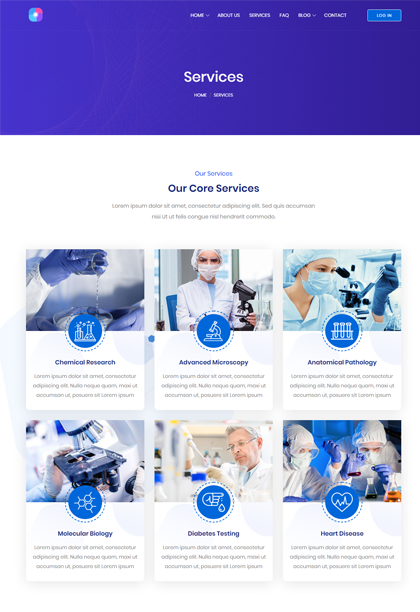 HOME ABOUT US SERVICES FAQ BLOG CONTACT LOG IN
Services
HOME SERVICES
Our Services
Our Core Services
Lorem ipsum dolor sit amet, consectetur adipiscing elit. Sed quis accumsan
nisi Ut ut felis congue nisl hendrerit commodo.
Chemical Research
Lorem ipsum dolor sit amet, consectetur
adipiscing elit. Nulla neque quam, maxi ut
accumsan ut, posuere sit Lorem ipsum
Advanced Microscopy
Lorem ipsum dolor sit amet, consectetur
adipiscing elit. Nulla neque quam, maxi ut
accumsan ut, posuere sit Lorem ipsum
Anatomical Pathology
Lorem ipsum dolor sit amet, consectetur
adipiscing elit. Nulla neque quam, maxi ut
accumsan ut, posuere sit Lorem ipsum
Molecular Biology
Lorem ipsum dolor sit amet, consectetur
adipiscing elit. Nulla neque quam, maxi ut
accumsan ut, posuere sit Lorem ipsum
Diabetes Testing
Lorem ipsum dolor sit amet, consectetur
adipiscing elit. Nulla neque quam, maxi ut
accumsan ut, posuere sit Lorem ipsum
Heart Disease
Lorem ipsum dolor sit amet, consectetur
adipiscing elit. Nulla neque quam, maxi ut
accumsan ut, posuere sit Lorem ipsum